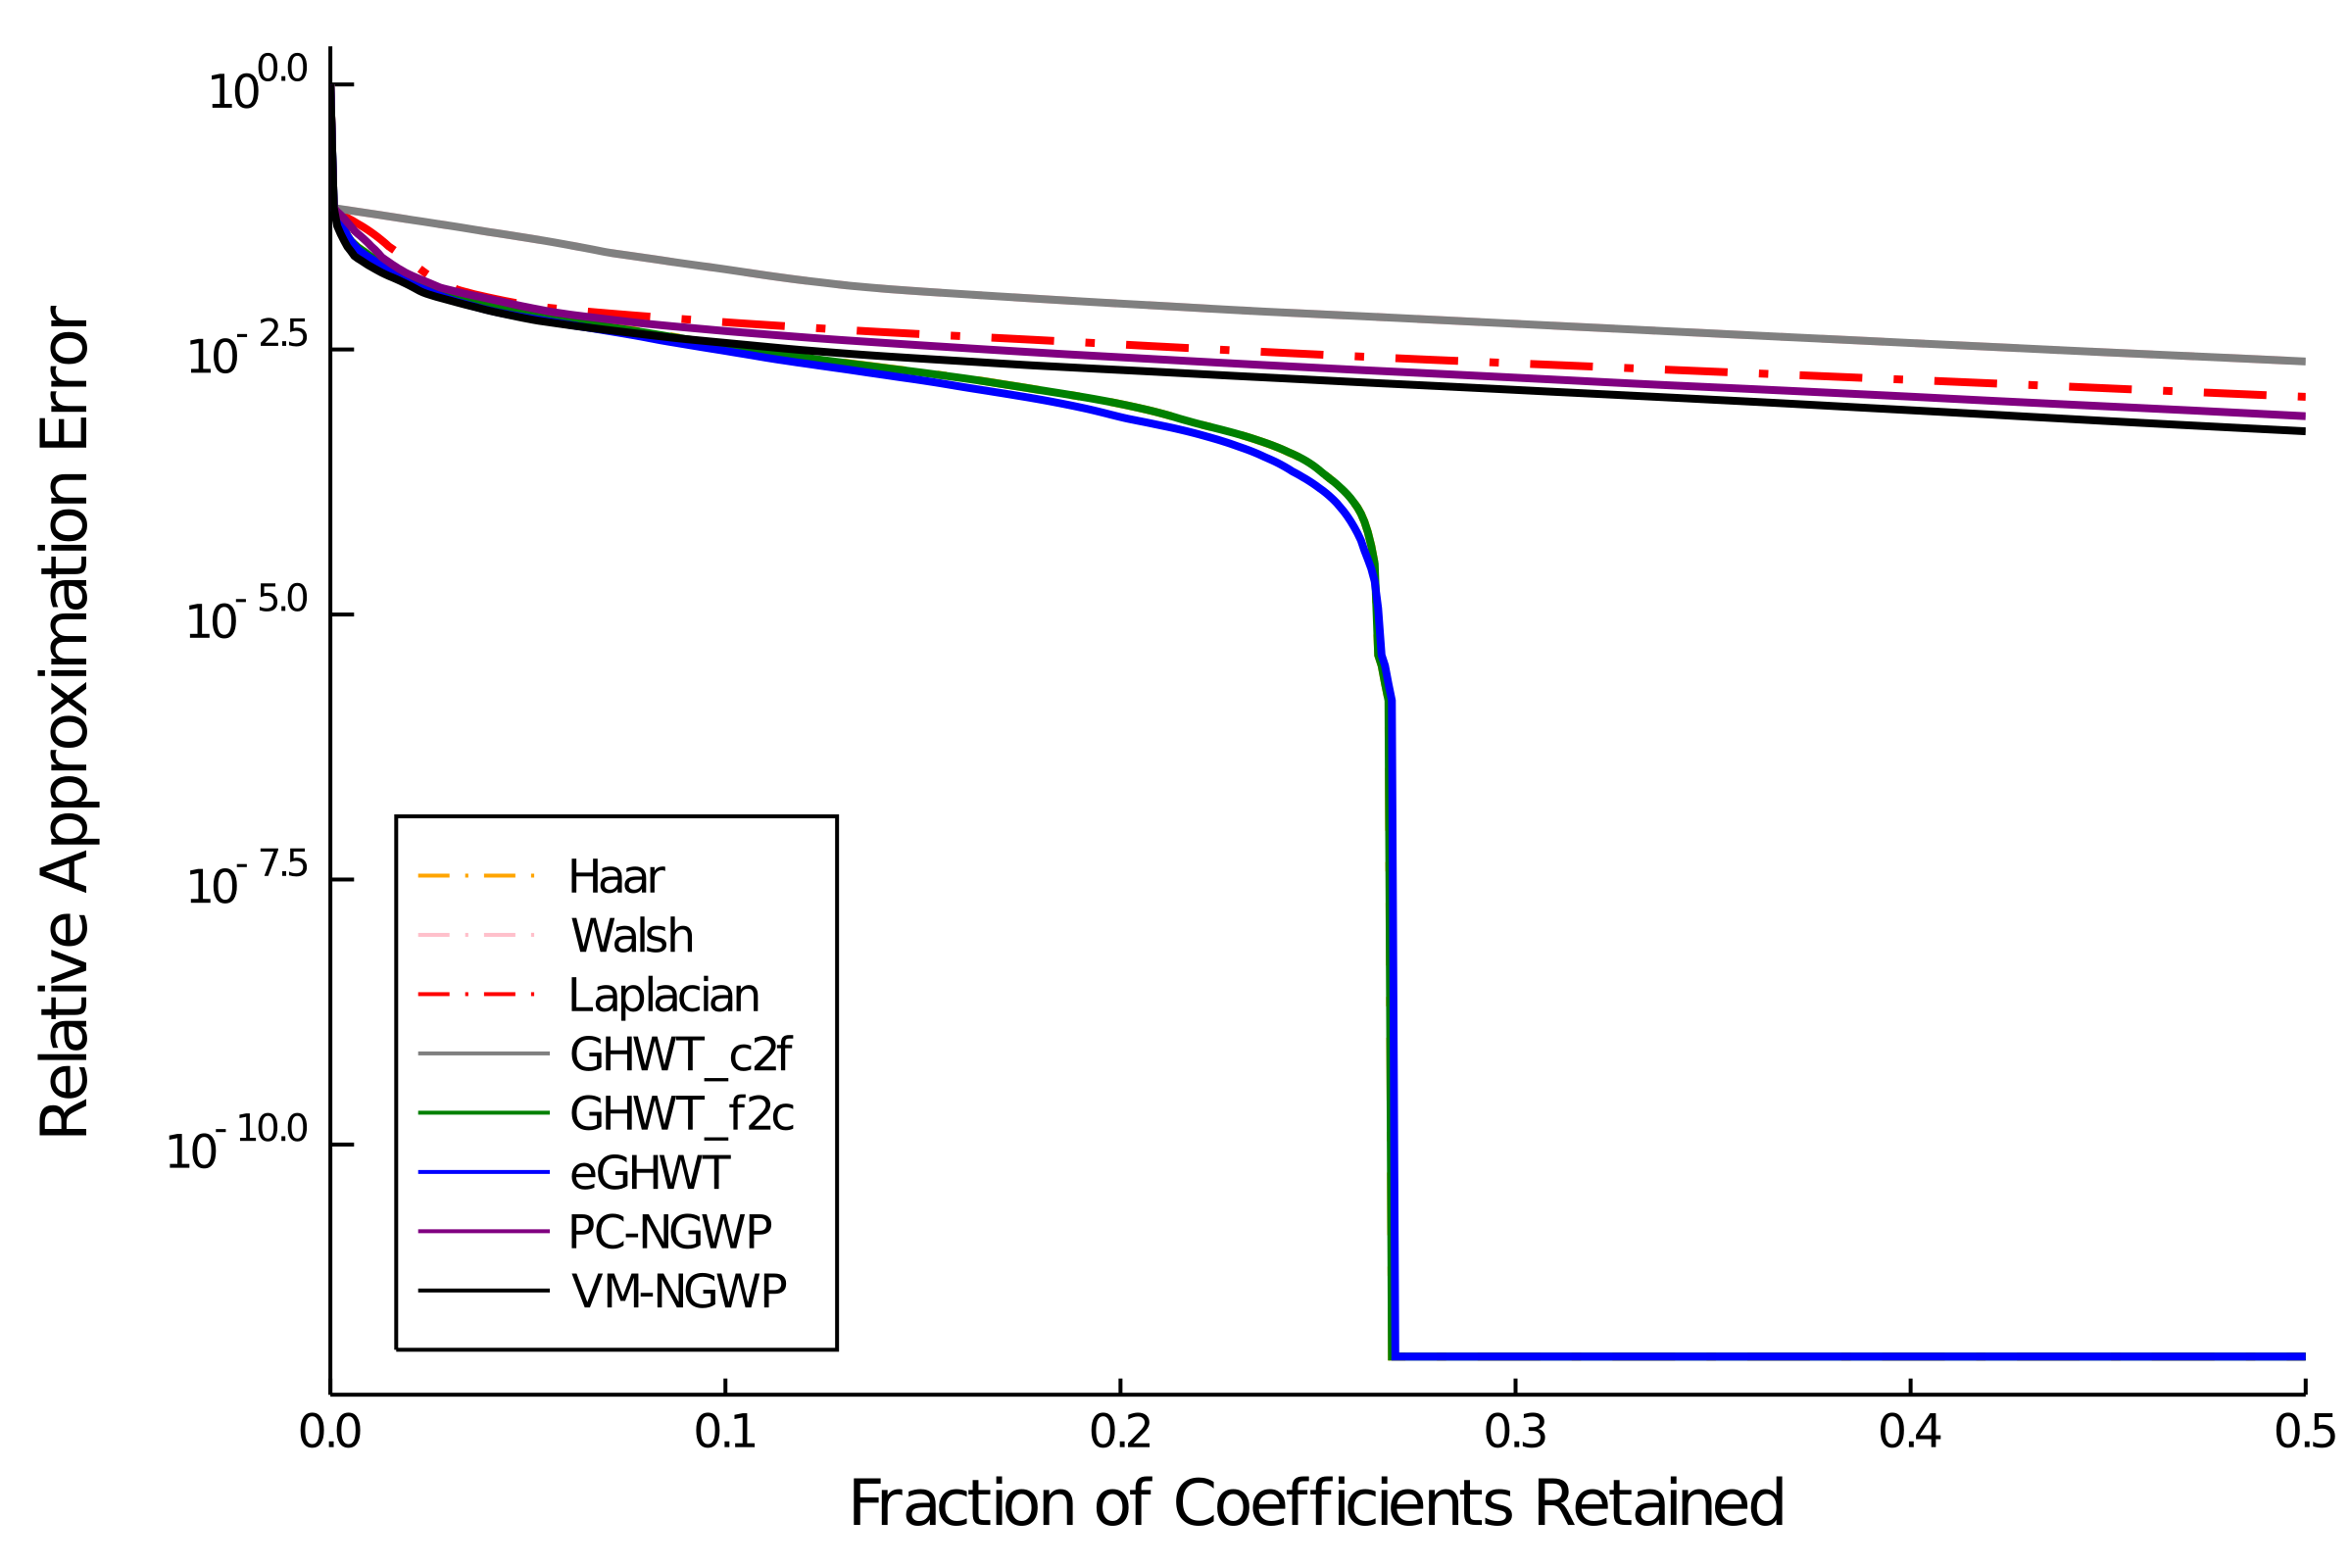 Relative Approximation Error
10^0.0
10^- 2.5
10^- 5.0
10^- 7.5
10^- 10.0
Haar
Walsh
Laplacian
GHWT_c2f
GHWT_f2c
eGHWT
PC-NGWP
VM-NGWP
0.0 0.1 0.2 0.3 0.4 0.5
Fraction of Coefficients Retained